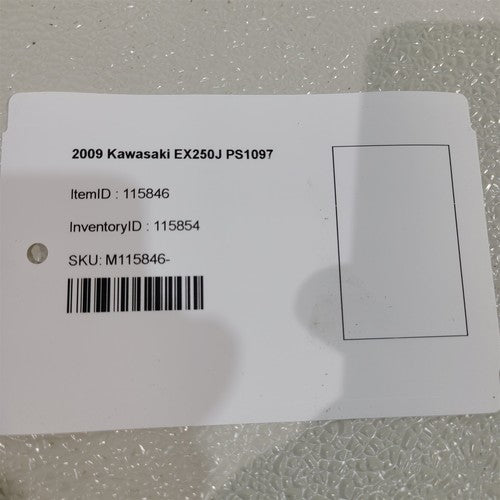 2009 Kawasaki EX250J PS1097
ItemID : 115846
InventoryID : 115854
SKU: M115846-